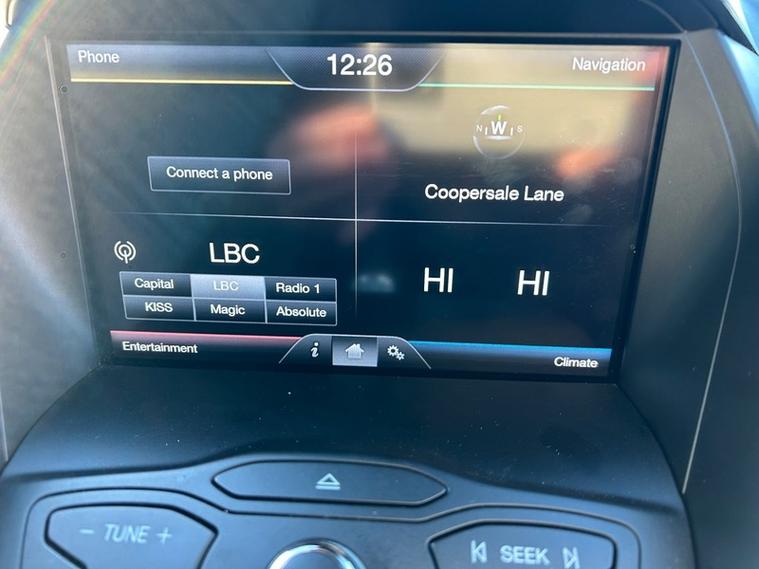 Phone
12:26
Navigation
N W S
Connect a phone
Coopersale Lane
LBC
HI HI
Capital LBC Radio 1
KISS Magic Absolute
Entertainment
i
Climate
- TUNE +
SEEK